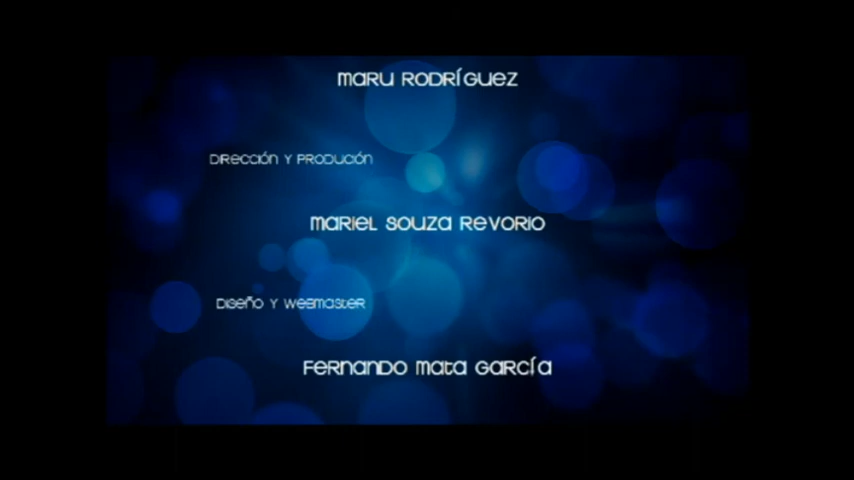 MARU RODRÍGUEZ
DIRECCIÓN Y PRODUCIÓN
MARIEL SOUZA REVORIO
DISEÑO Y WEBMASTER
FERNANDO MATA GARCÍA